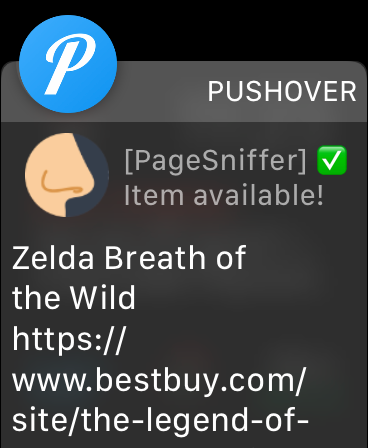 P
PUSHOVER
[PageSniffer] ✅
Item available!
Zelda Breath of
the Wild
https://
www.bestbuy.com/
site/the-legend-of-